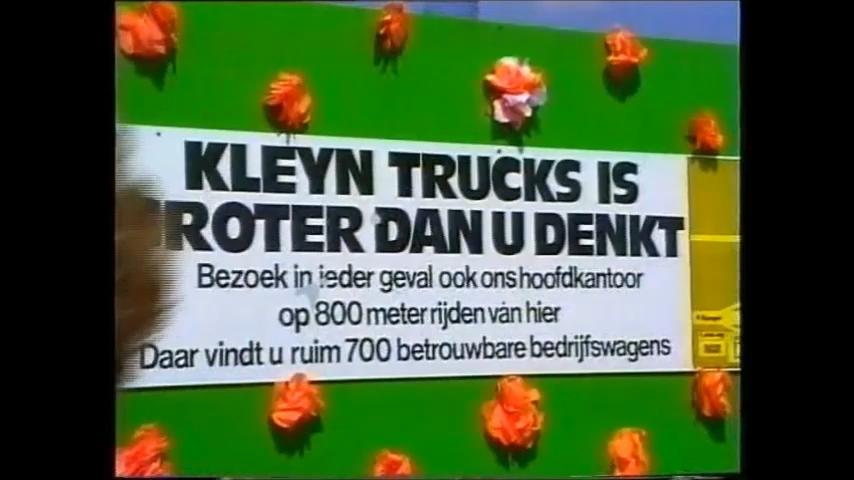 KLEYN TRUCKS IS
ROTER DAN U DENKT
Bezoek in ieder geval ook ons hoofdkantoor
op 800 meter rijden van hier
Daar vindt u ruim 700 betrouwbare bedrijfswagens